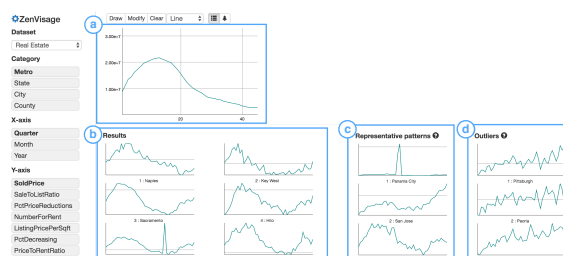 ZenVisage
Dataset
Real Estate
Category
Metro
State
City
County
X-axis
Quarter
Month
Year
Y-axis
SoldPrice
SaleToListRatio
PctPriceReductions
NumberForRent
ListingPricePerSqft
PctDecreasing
PriceToRentRatio
Draw Modify Clear Line
a
3.00e+7
2.00e+7
1.00e+7
20 40
b Results
1 : Naples 2 : Key West
3 : Sacramento
c Representative patterns ?
1 : Panama City
2 : San Jose
d Outliers ?
1 : Pittsburgh
2 : Peoria